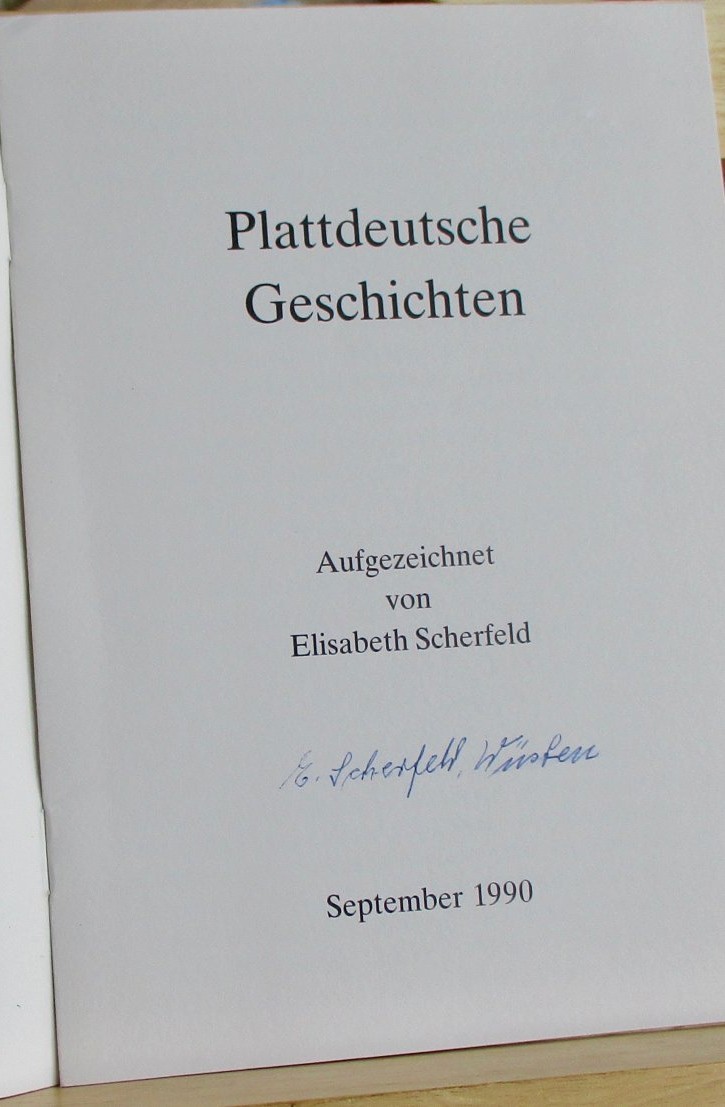 Plattdeutsche
Geschichten
Aufgezeichnet
von
Elisabeth Scherfeld
E. Scherfeld, Wüsten
September 1990